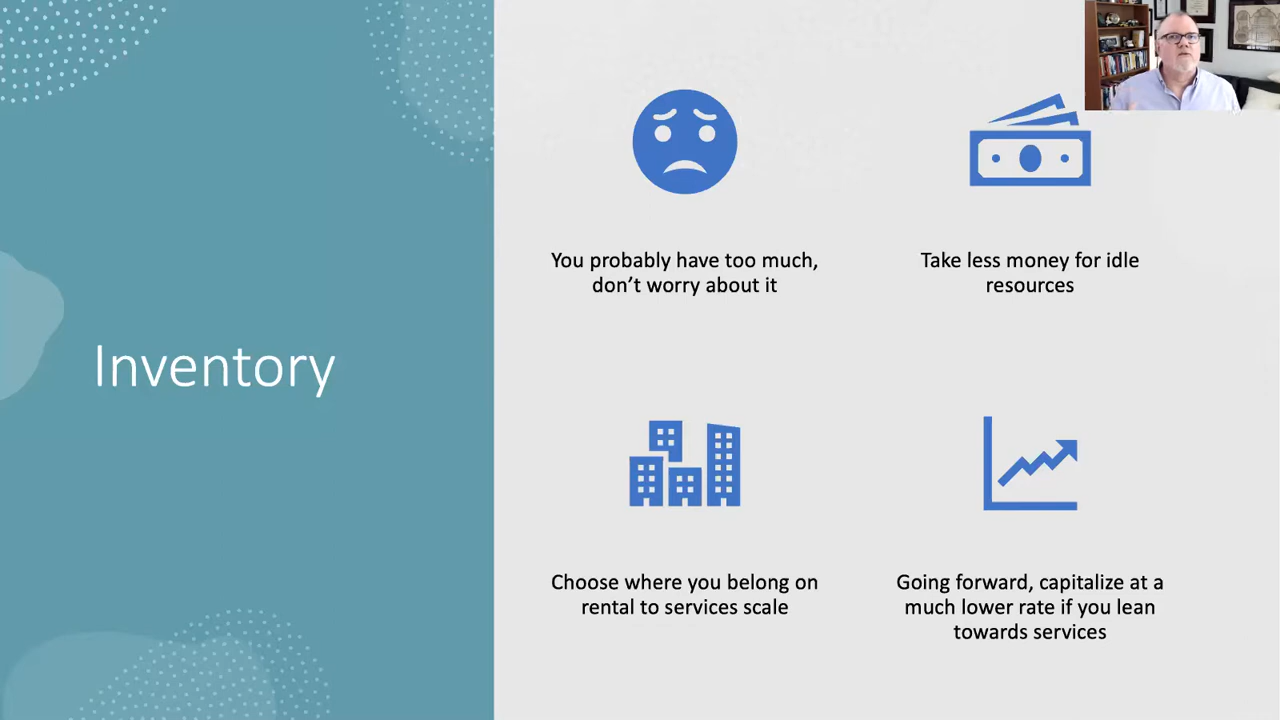 Inventory
You probably have too much,
don’t worry about it
Take less money for idle
resources
Choose where you belong on
rental to services scale
Going forward, capitalize at a
much lower rate if you lean
towards services